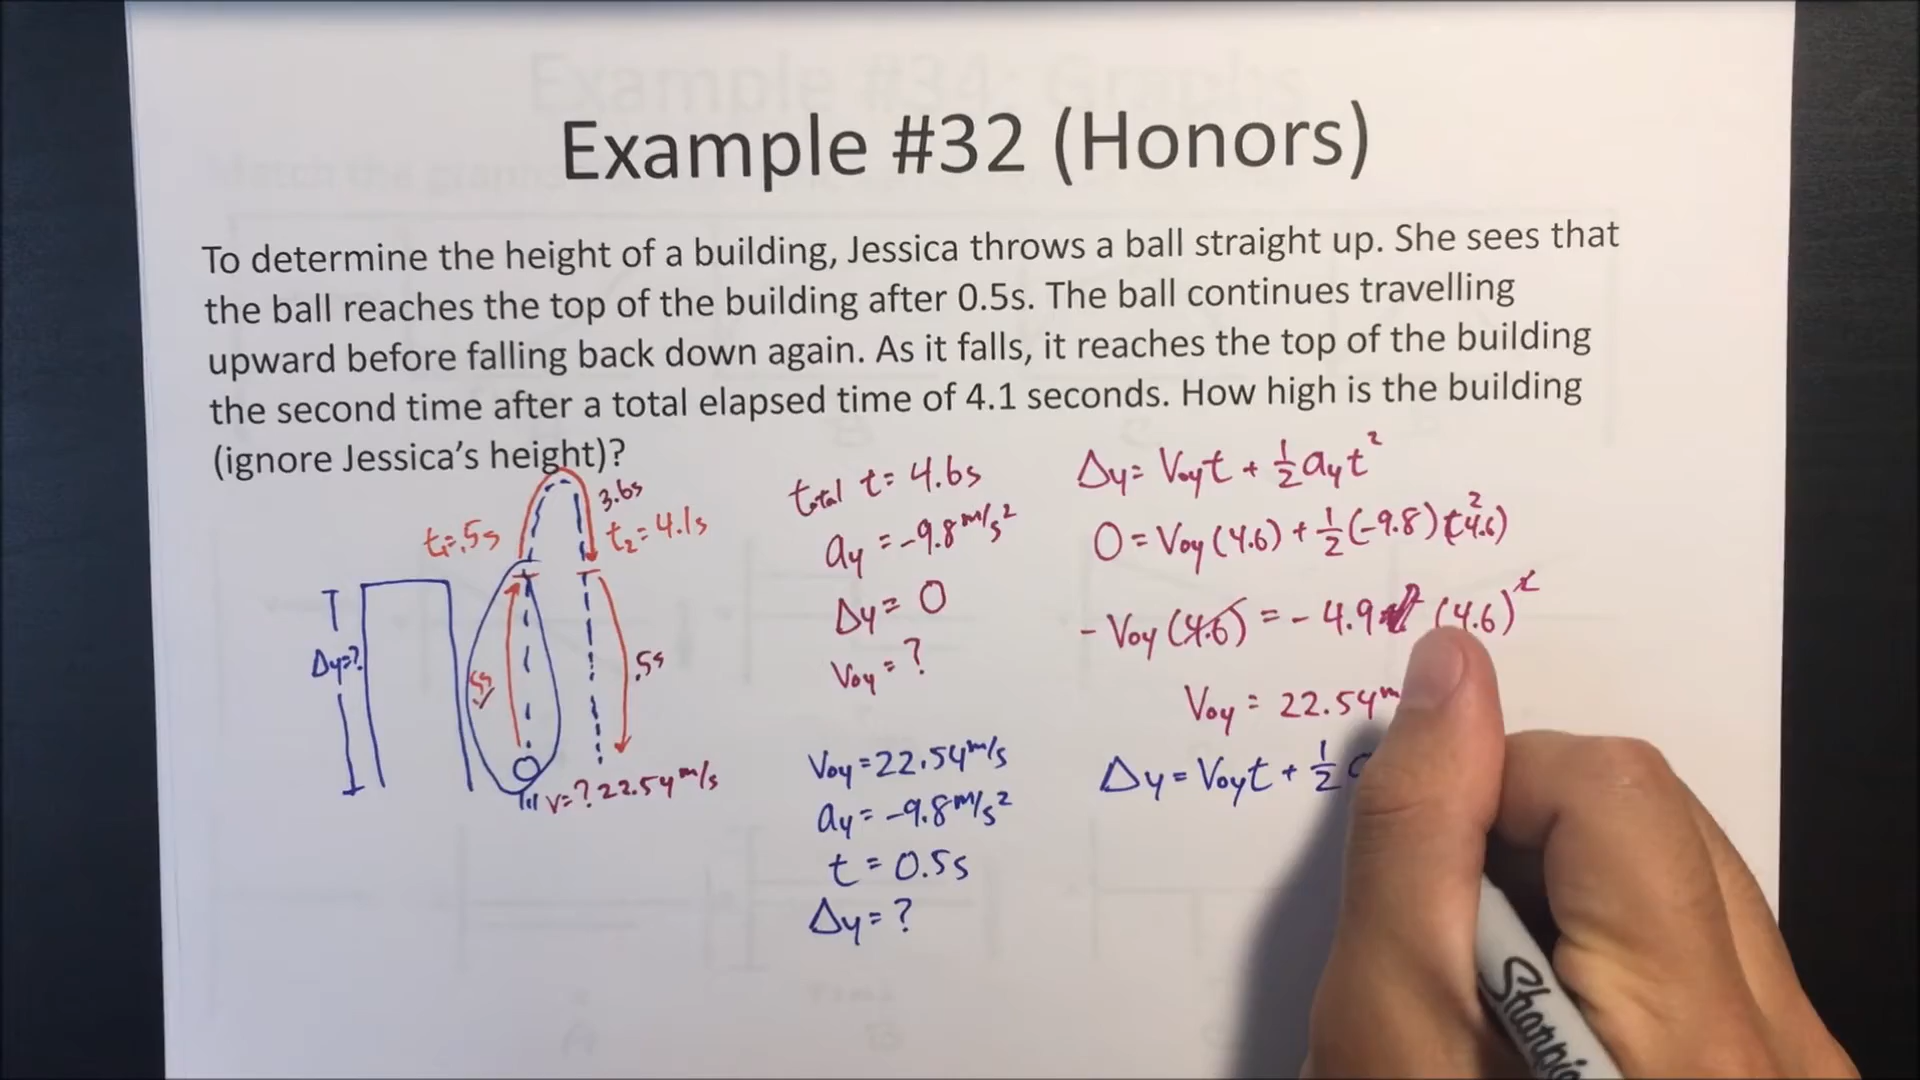 Example #32 (Honors)
To determine the height of a building, Jessica throws a ball straight up. She sees that
the ball reaches the top of the building after 0.5s. The ball continues travelling
upward before falling back down again. As it falls, it reaches the top of the building
the second time after a total elapsed time of 4.1 seconds. How high is the building
(ignore Jessica's height)?
3.6s
t₁=.5s
t₂=4.1s
Δy=?
.5s
.5s
v=? 22.54 m/s
total t= 4.6s
ay = -9.8 m/s²
Δy= 0
Voy = ?
Voy = 22.54 m/s
ay = -9.8 m/s²
t = 0.5s
Δy = ?
Δy= Voyt + ½ayt²
0 = Voy (4.6) + ½(-9.8)(4.6)²
- Voy (4.6) = - 4.9 (4.6)²
Voy = 22.54 m
Δy = Voyt + ½
Sharpie